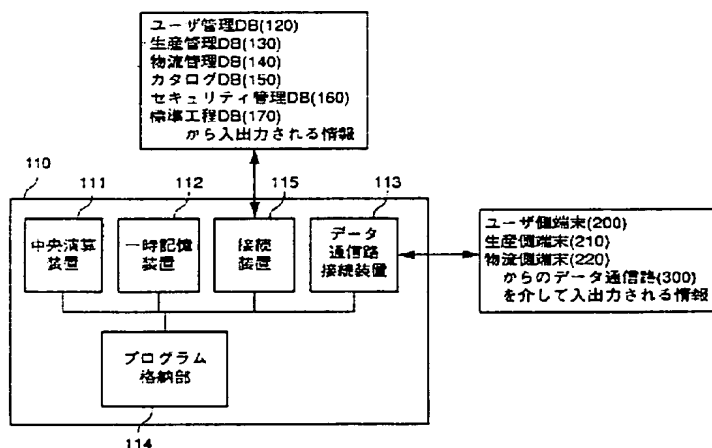 ユーザ管理DB(120)
生産管理DB(130)
物流管理DB(140)
カタログDB(150)
セキュリティ管理DB(160)
標準工程DB(170)
から入出力される情報
110
111
112
115
113
中央演算
装置
一時記憶
装置
接続
装置
データ
通信路
接続装置
ユーザ側端末(200)
生産側端末(210)
物流側端末(220)
からのデータ通信路(300)
を介して入出力される情報
プログラム
格納部
114